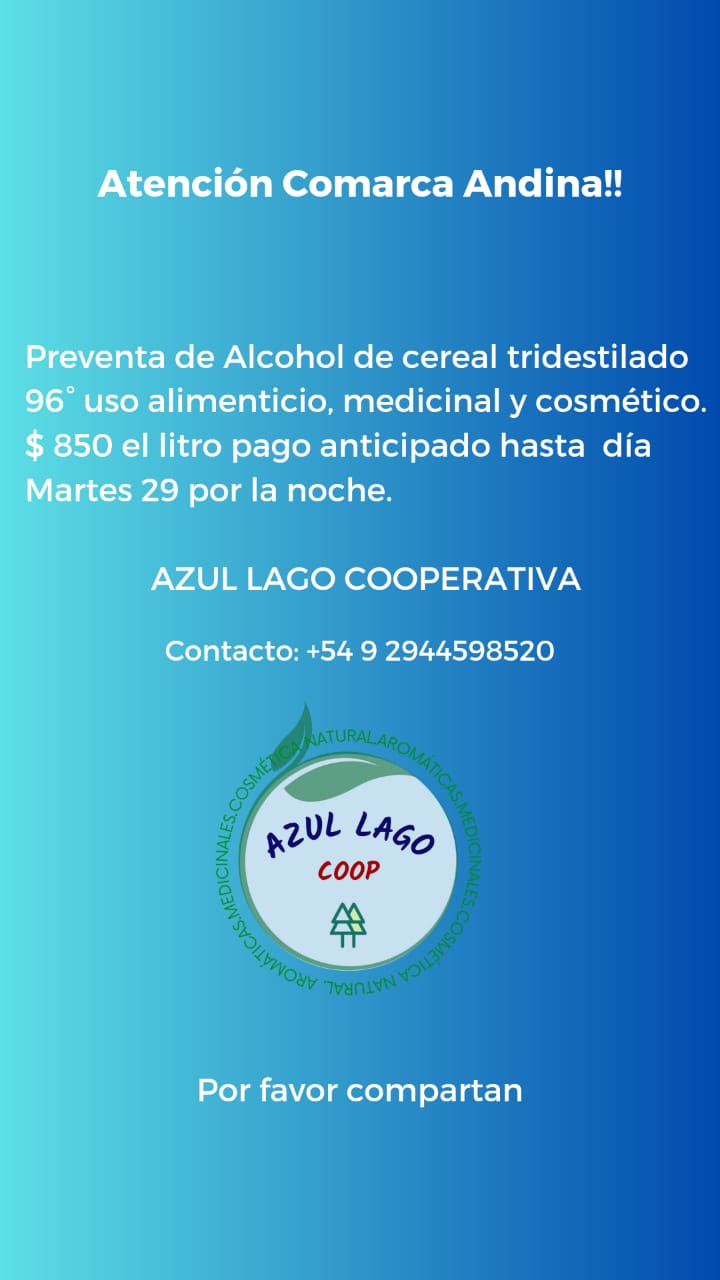 Atención Comarca Andina!!
Preventa de Alcohol de cereal tridestilado
96° uso alimenticio, medicinal y cosmético.
$ 850 el litro pago anticipado hasta  día
Martes 29 por la noche.
AZUL LAGO COOPERATIVA
Contacto: +54 9 2944598520
AROMÁTICAS.MEDICINALES.COSMÉTICA NATURAL.AROMÁTICAS.MEDICINALES.COSMÉTICA NATURAL.
AZUL LAGO
COOP
Por favor compartan